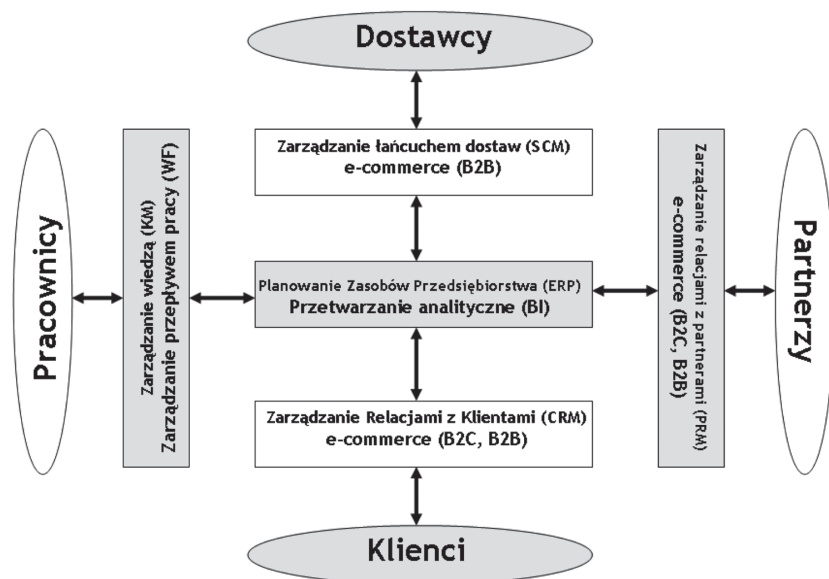 Dostawcy
Zarządzanie łańcuchem dostaw (SCM)
e-commerce (B2B)
Pracownicy
Zarządzanie wiedzą (KM)
Zarządzanie przepływem pracy (WF)
Planowanie Zasobów Przedsiębiorstwa (ERP)
Przetwarzanie analityczne (BI)
Zarządzanie relacjami z partnerami (PRM)
e-commerce (B2C, B2B)
Partnerzy
Zarządzanie Relacjami z Klientami (CRM)
e-commerce (B2C, B2B)
Klienci